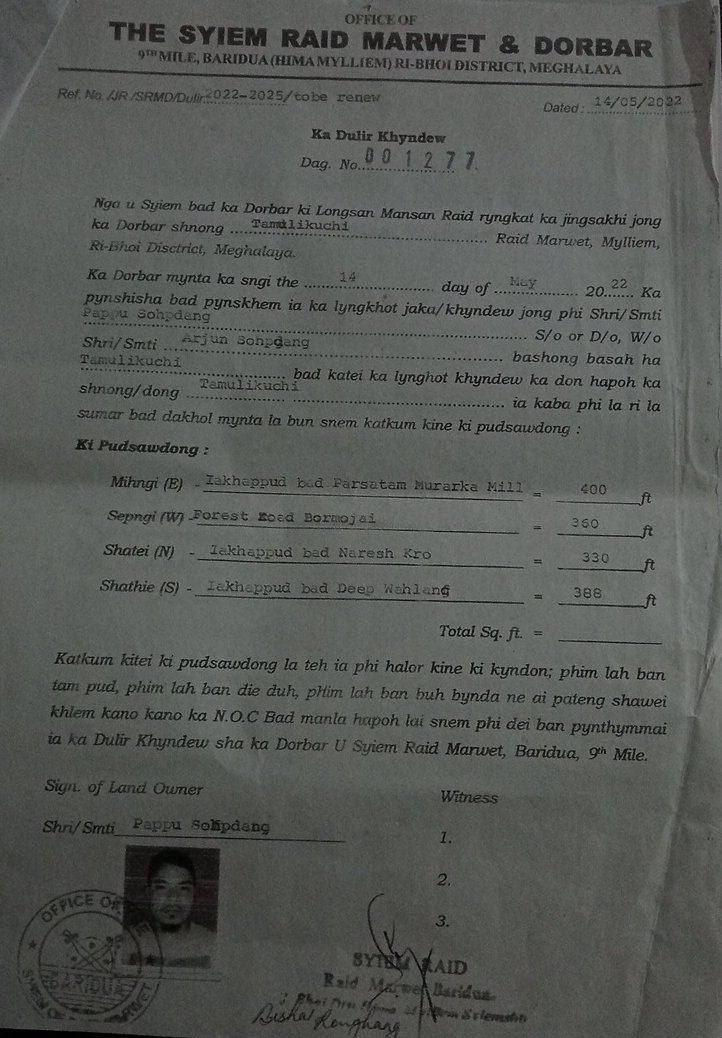 OFFICE OF
THE SYIEM RAID MARWET & DORBAR
9TH MILE, BARIDUA (HIMA MYLLIEM) RI-BHOI DISTRICT, MEGHALAYA
Ref. No. /JR /SRMD/Dulir 2022-2025/tobe renew
Dated : 14/05/2022
Ka Dulir Khyndew
Dag. No. 001277.
Nga u Syiem bad ka Dorbar ki Longsan Mansan Raid ryngkat ka jingsakhi jong
ka Dorbar shnong Tamulikuchi Raid Marwet, Mylliem,
Ri-Bhoi Disctrict, Meghalaya.
Ka Dorbar mynta ka sngi the 14 day of May 20 22 Ka
pynshisha bad pynskhem ia ka lyngkhot jaka/khyndew jong phi Shri/Smti
Pappu Sohpdang S/o or D/o, W/o
Shri/Smti Arjun Sohpdang bashong basah ha
Tamulikuchi bad katei ka lynghot khyndew ka don hapoh ka
shnong/dong Tamulikuchi ia kaba phi la ri la
sumar bad dakhol mynta la bun snem katkum kine ki pudsawdong :
Ki Pudsawdong :
Mihngi (E) - Iakhappud bad Parsatam Murarka Mill = 400 ft
Sepngi (W) - Forest Road Bormojai = 360 ft
Shatei (N) - Iakhappud bad Naresh Kro = 330 ft
Shathie (S) - Iakhappud bad Deep Wahlang = 388 ft
Total Sq. ft. =
Katkum kitei ki pudsawdong la teh ia phi halor kine ki kyndon; phim lah ban
tam pud, phim lah ban die duh, pHim lah ban buh bynda ne ai pateng shawei
khlem kano kano ka N.O.C Bad manla hapoh lai snem phi dei ban pynthymmai
ia ka Dulir Khyndew sha ka Dorbar U Syiem Raid Marwet, Baridua, 9th Mile.
Sign. of Land Owner
Witness
Shri/Smti Pappu Sohpdang
1.
2.
3.
OFFICE OF
BARIDUA
SYIEM RAID
Raid Marwet Baridua